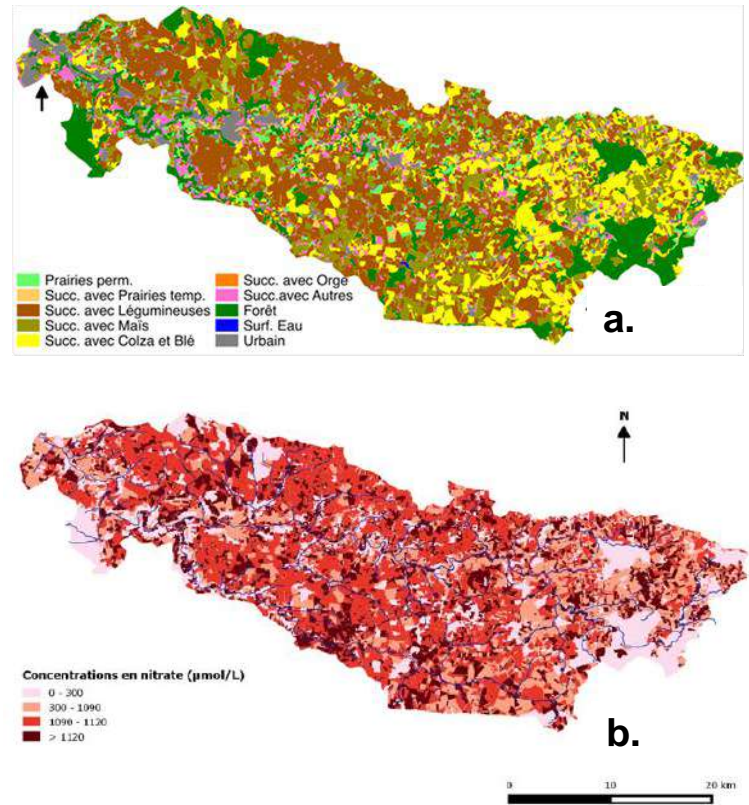 Prairies perm.
Succ. avec Prairies temp.
Succ. avec Légumineuses
Succ. avec Maïs
Succ. avec Colza et Blé
Succ. avec Orge
Succ.avec Autres
Forêt
Surf. Eau
Urbain
a.
N
Concentrations en nitrate (µmol/L)
0 - 300
300 - 1090
1090 - 1120
> 1120
b.
0 10 20 km